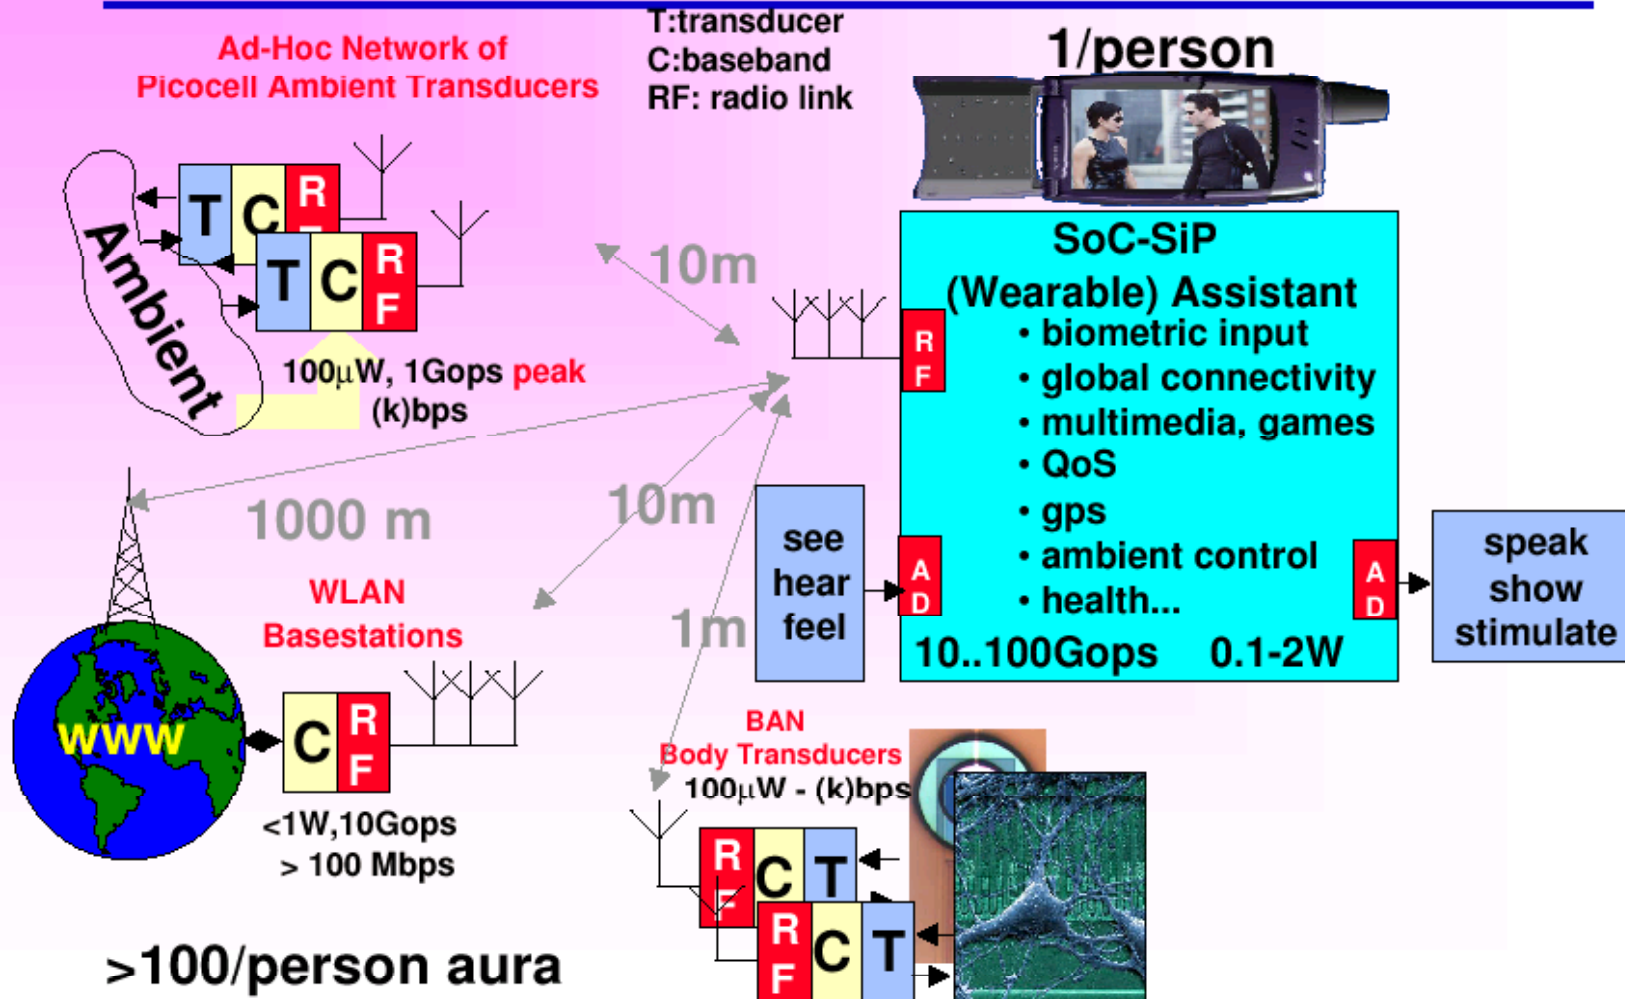 T:transducer
C:baseband
RF: radio link
Ad-Hoc Network of
Picocell Ambient Transducers
1/person
T C R
T C R F
Ambient
100μW, 1Gops peak
(k)bps
10m
SoC-SiP
(Wearable) Assistant
• biometric input
• global connectivity
• multimedia, games
• QoS
• gps
• ambient control
• health...
10..100Gops 0.1-2W
R F
A D
A D
see
hear
feel
speak
show
stimulate
1000 m
10m
1m
WLAN
Basestations
WWW
C R F
<1W,10Gops
> 100 Mbps
BAN
Body Transducers
100μW - (k)bps
R F C T
R F C T
>100/person aura